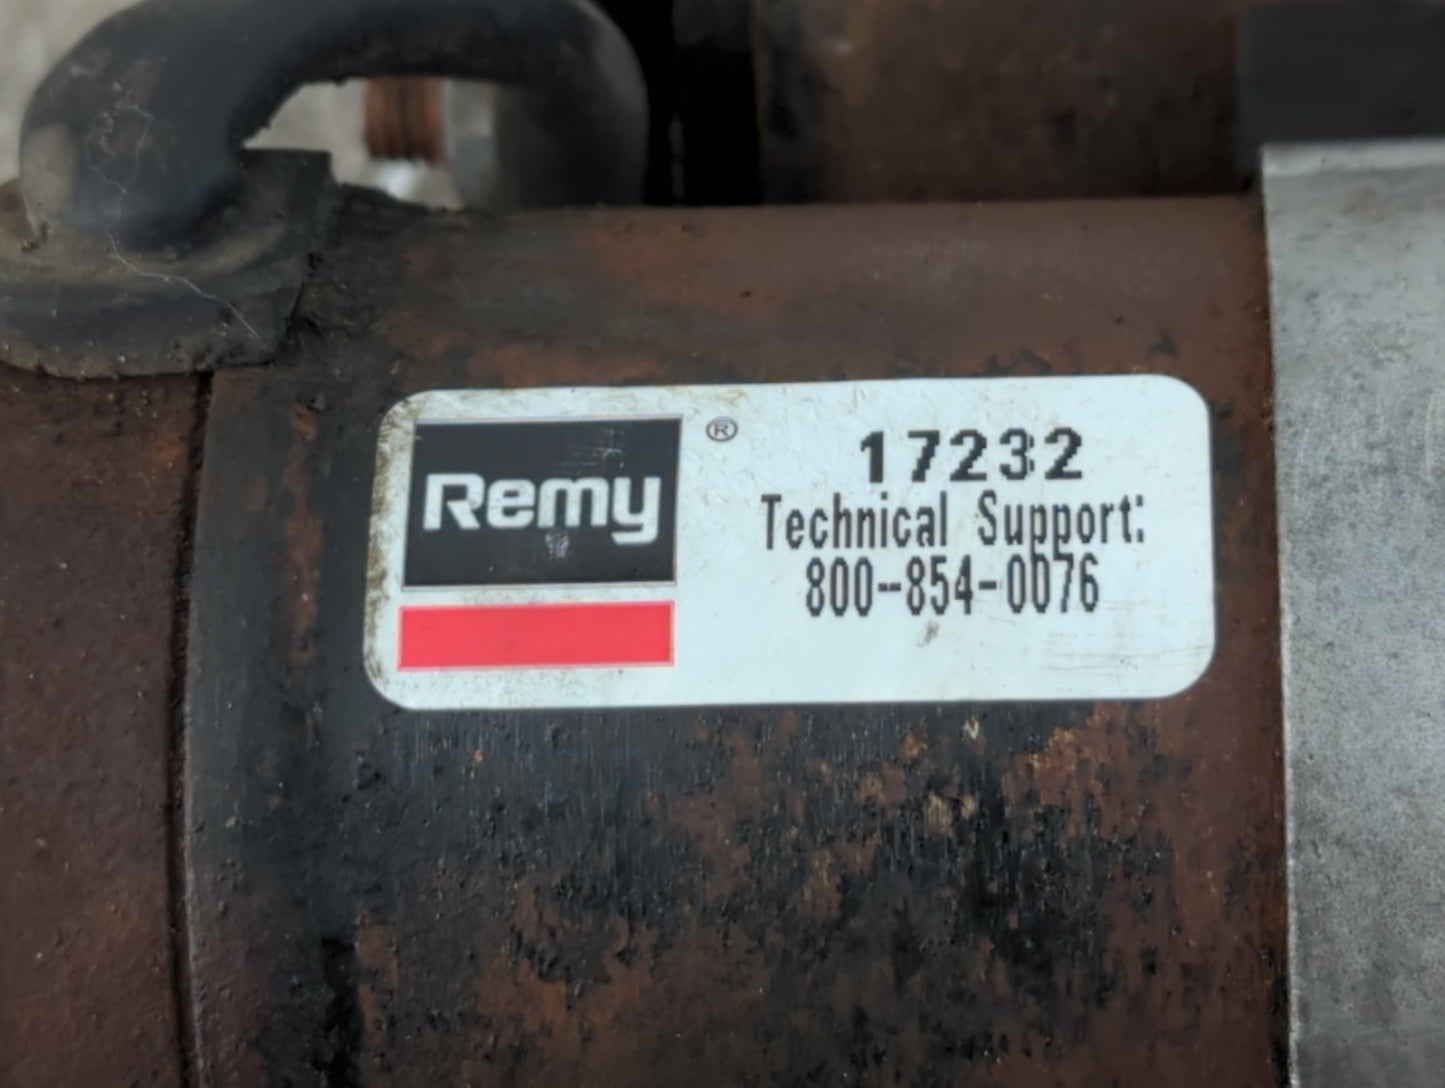 Remy ®
17232
Technical Support:
800-854-0076